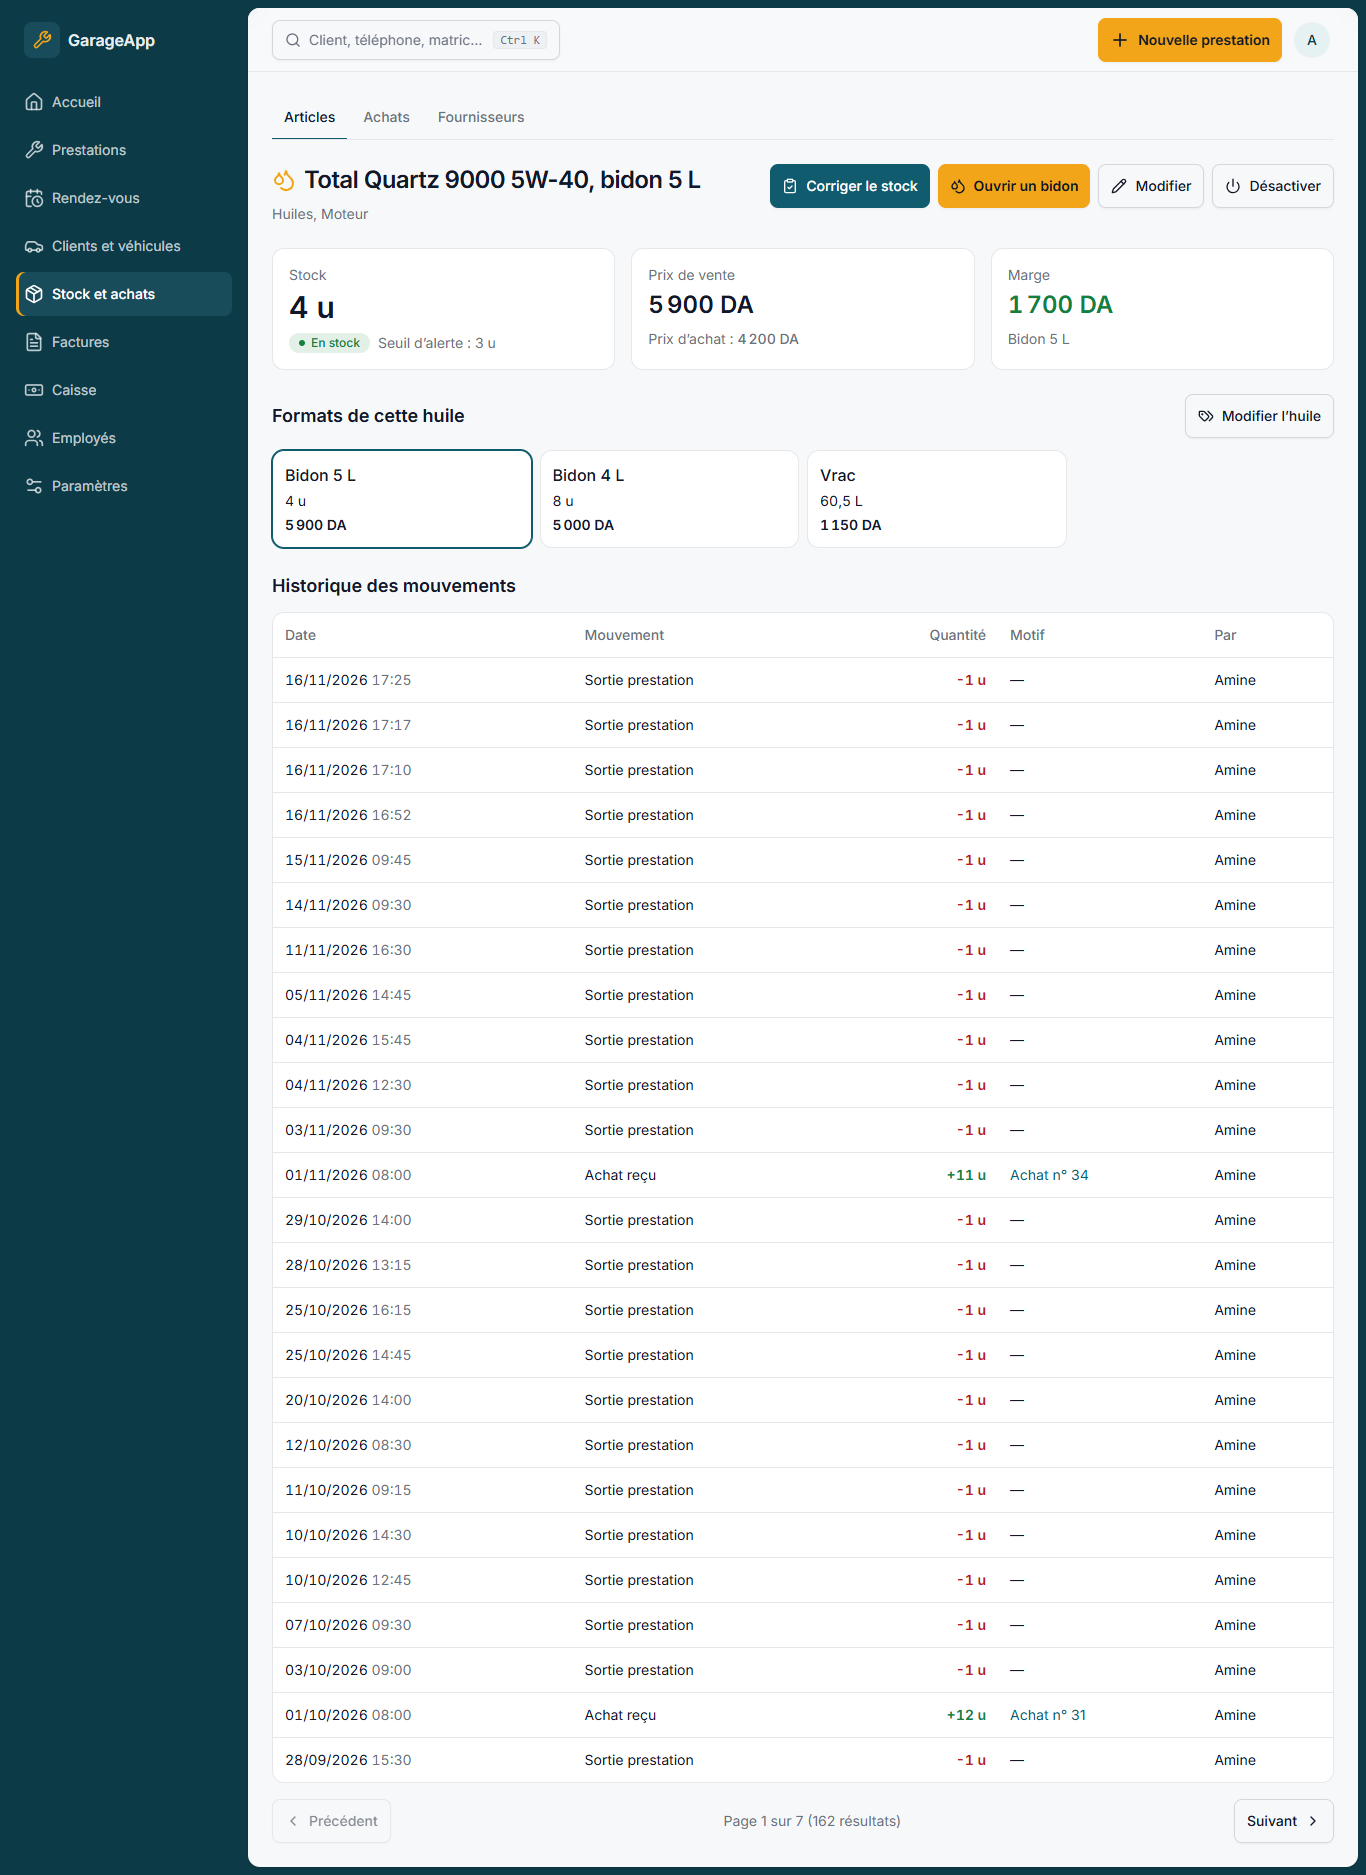 GarageApp
Client, téléphone, matric... Ctrl K
Nouvelle prestation
A
Accueil
Prestations
Rendez-vous
Clients et véhicules
Stock et achats
Factures
Caisse
Employés
Paramètres
Articles Achats Fournisseurs
Total Quartz 9000 5W-40, bidon 5 L
Huiles, Moteur
Corriger le stock
Ouvrir un bidon
Modifier
Désactiver
Stock
4 u
En stock Seuil d’alerte : 3 u
Prix de vente
5 900 DA
Prix d’achat : 4 200 DA
Marge
1 700 DA
Bidon 5 L
Formats de cette huile
Modifier l’huile
Bidon 5 L
4 u
5 900 DA
Bidon 4 L
8 u
5 000 DA
Vrac
60,5 L
1 150 DA
Historique des mouvements
Date Mouvement Quantité Motif Par
16/11/2026 17:25 Sortie prestation -1 u — Amine
16/11/2026 17:17 Sortie prestation -1 u — Amine
16/11/2026 17:10 Sortie prestation -1 u — Amine
16/11/2026 16:52 Sortie prestation -1 u — Amine
15/11/2026 09:45 Sortie prestation -1 u — Amine
14/11/2026 09:30 Sortie prestation -1 u — Amine
11/11/2026 16:30 Sortie prestation -1 u — Amine
05/11/2026 14:45 Sortie prestation -1 u — Amine
04/11/2026 15:45 Sortie prestation -1 u — Amine
04/11/2026 12:30 Sortie prestation -1 u — Amine
03/11/2026 09:30 Sortie prestation -1 u — Amine
01/11/2026 08:00 Achat reçu +11 u Achat n° 34 Amine
29/10/2026 14:00 Sortie prestation -1 u — Amine
28/10/2026 13:15 Sortie prestation -1 u — Amine
25/10/2026 16:15 Sortie prestation -1 u — Amine
25/10/2026 14:45 Sortie prestation -1 u — Amine
20/10/2026 14:00 Sortie prestation -1 u — Amine
12/10/2026 08:30 Sortie prestation -1 u — Amine
11/10/2026 09:15 Sortie prestation -1 u — Amine
10/10/2026 14:30 Sortie prestation -1 u — Amine
10/10/2026 12:45 Sortie prestation -1 u — Amine
07/10/2026 09:30 Sortie prestation -1 u — Amine
03/10/2026 09:00 Sortie prestation -1 u — Amine
01/10/2026 08:00 Achat reçu +12 u Achat n° 31 Amine
28/09/2026 15:30 Sortie prestation -1 u — Amine
Précédent
Page 1 sur 7 (162 résultats)
Suivant